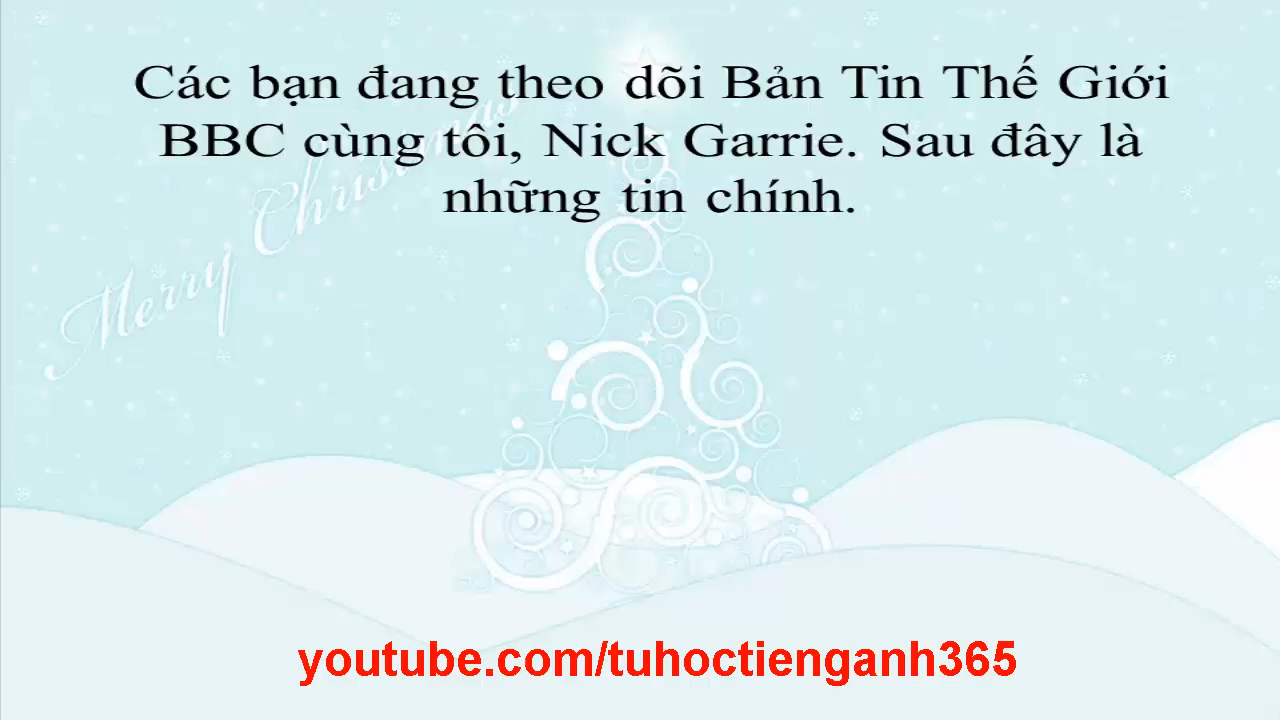 Các bạn đang theo dõi Bản Tin Thế Giới
BBC cùng tôi, Nick Garrie. Sau đây là
những tin chính.
Merry Christmas
youtube.com/tuhoctienganh365